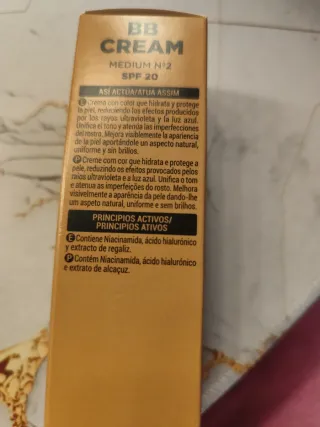 BB
CREAM
MEDIUM Nº2
SPF 20
ASÍ ACTÚA/ATUA ASSIM
E Crema con color que hidrata y protege
la piel, reduciendo los efectos producidos
por los rayos ultravioleta y la luz azul.
Unifica el tono y atenúa las imperfecciones
del rostro. Mejora visiblemente la apariencia
de la piel aportándole un aspecto natural,
uniforme y sin brillos.
P Creme com cor que hidrata e protege a
pele, reduzindo os efeitos provocados pelos
raios ultravioleta e a luz azul. Unifica o tom
e atenua as imperfeições do rosto. Melhora
visivelmente a aparência da pele dando-lhe
um aspeto natural, uniforme e sem brilhos.
PRINCIPIOS ACTIVOS/
PRINCIPIOS ATIVOS
E Contiene Niacinamida, ácido hialurónico
y extracto de regaliz.
P Contém Niacinamida, ácido hialurónico
e extrato de alcaçuz.